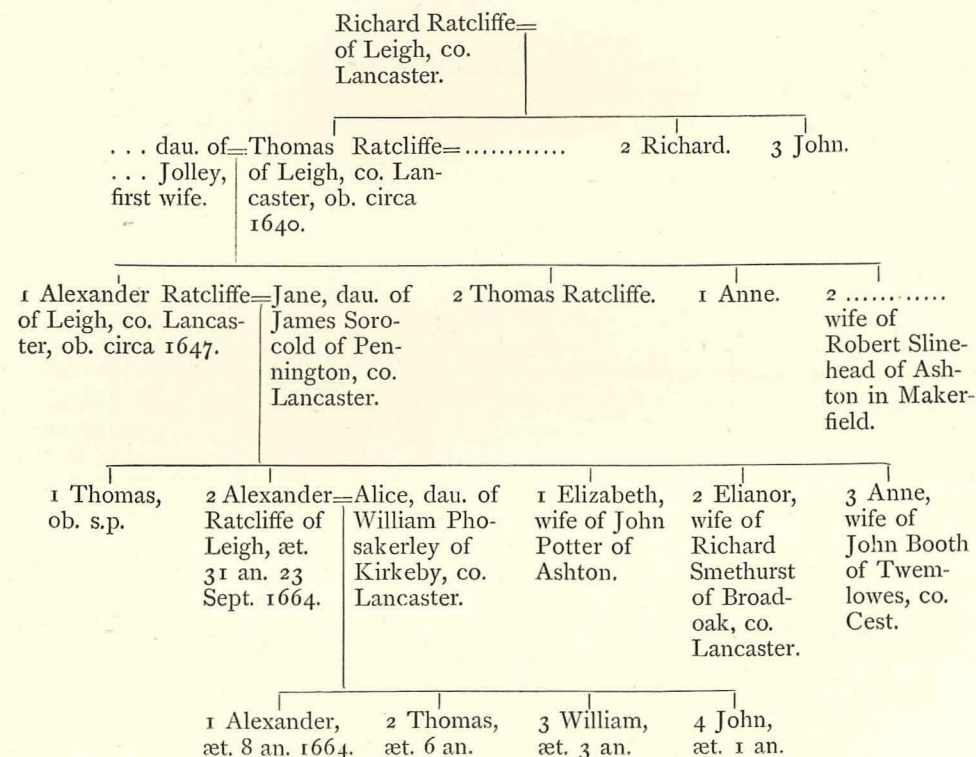 Richard Ratcliffe=
of Leigh, co.
Lancaster.
. . . dau. of=Thomas Ratcliffe=............
. . . Jolley,
first wife.
of Leigh, co. Lan-
caster, ob. circa
1640.
2 Richard.
3 John.
1 Alexander Ratcliffe=Jane, dau. of
of Leigh, co. Lancas-
ter, ob. circa 1647.
James Soro-
cold of Pen-
nington, co.
Lancaster.
2 Thomas Ratcliffe.
1 Anne.
2 ............
wife of
Robert Sline-
head of Ash-
ton in Maker-
field.
1 Thomas,
ob. s.p.
2 Alexander=Alice, dau. of
Ratcliffe of
Leigh, æt.
31 an. 23
Sept. 1664.
William Pho-
sakerley of
Kirkeby, co.
Lancaster.
1 Elizabeth,
wife of John
Potter of
Ashton.
2 Elianor,
wife of
Richard
Smethurst
of Broad-
oak, co.
Lancaster.
3 Anne,
wife of
John Booth
of Twem-
lowes, co.
Cest.
1 Alexander,
æt. 8 an. 1664.
2 Thomas,
æt. 6 an.
3 William,
æt. 3 an.
4 John,
æt. 1 an.